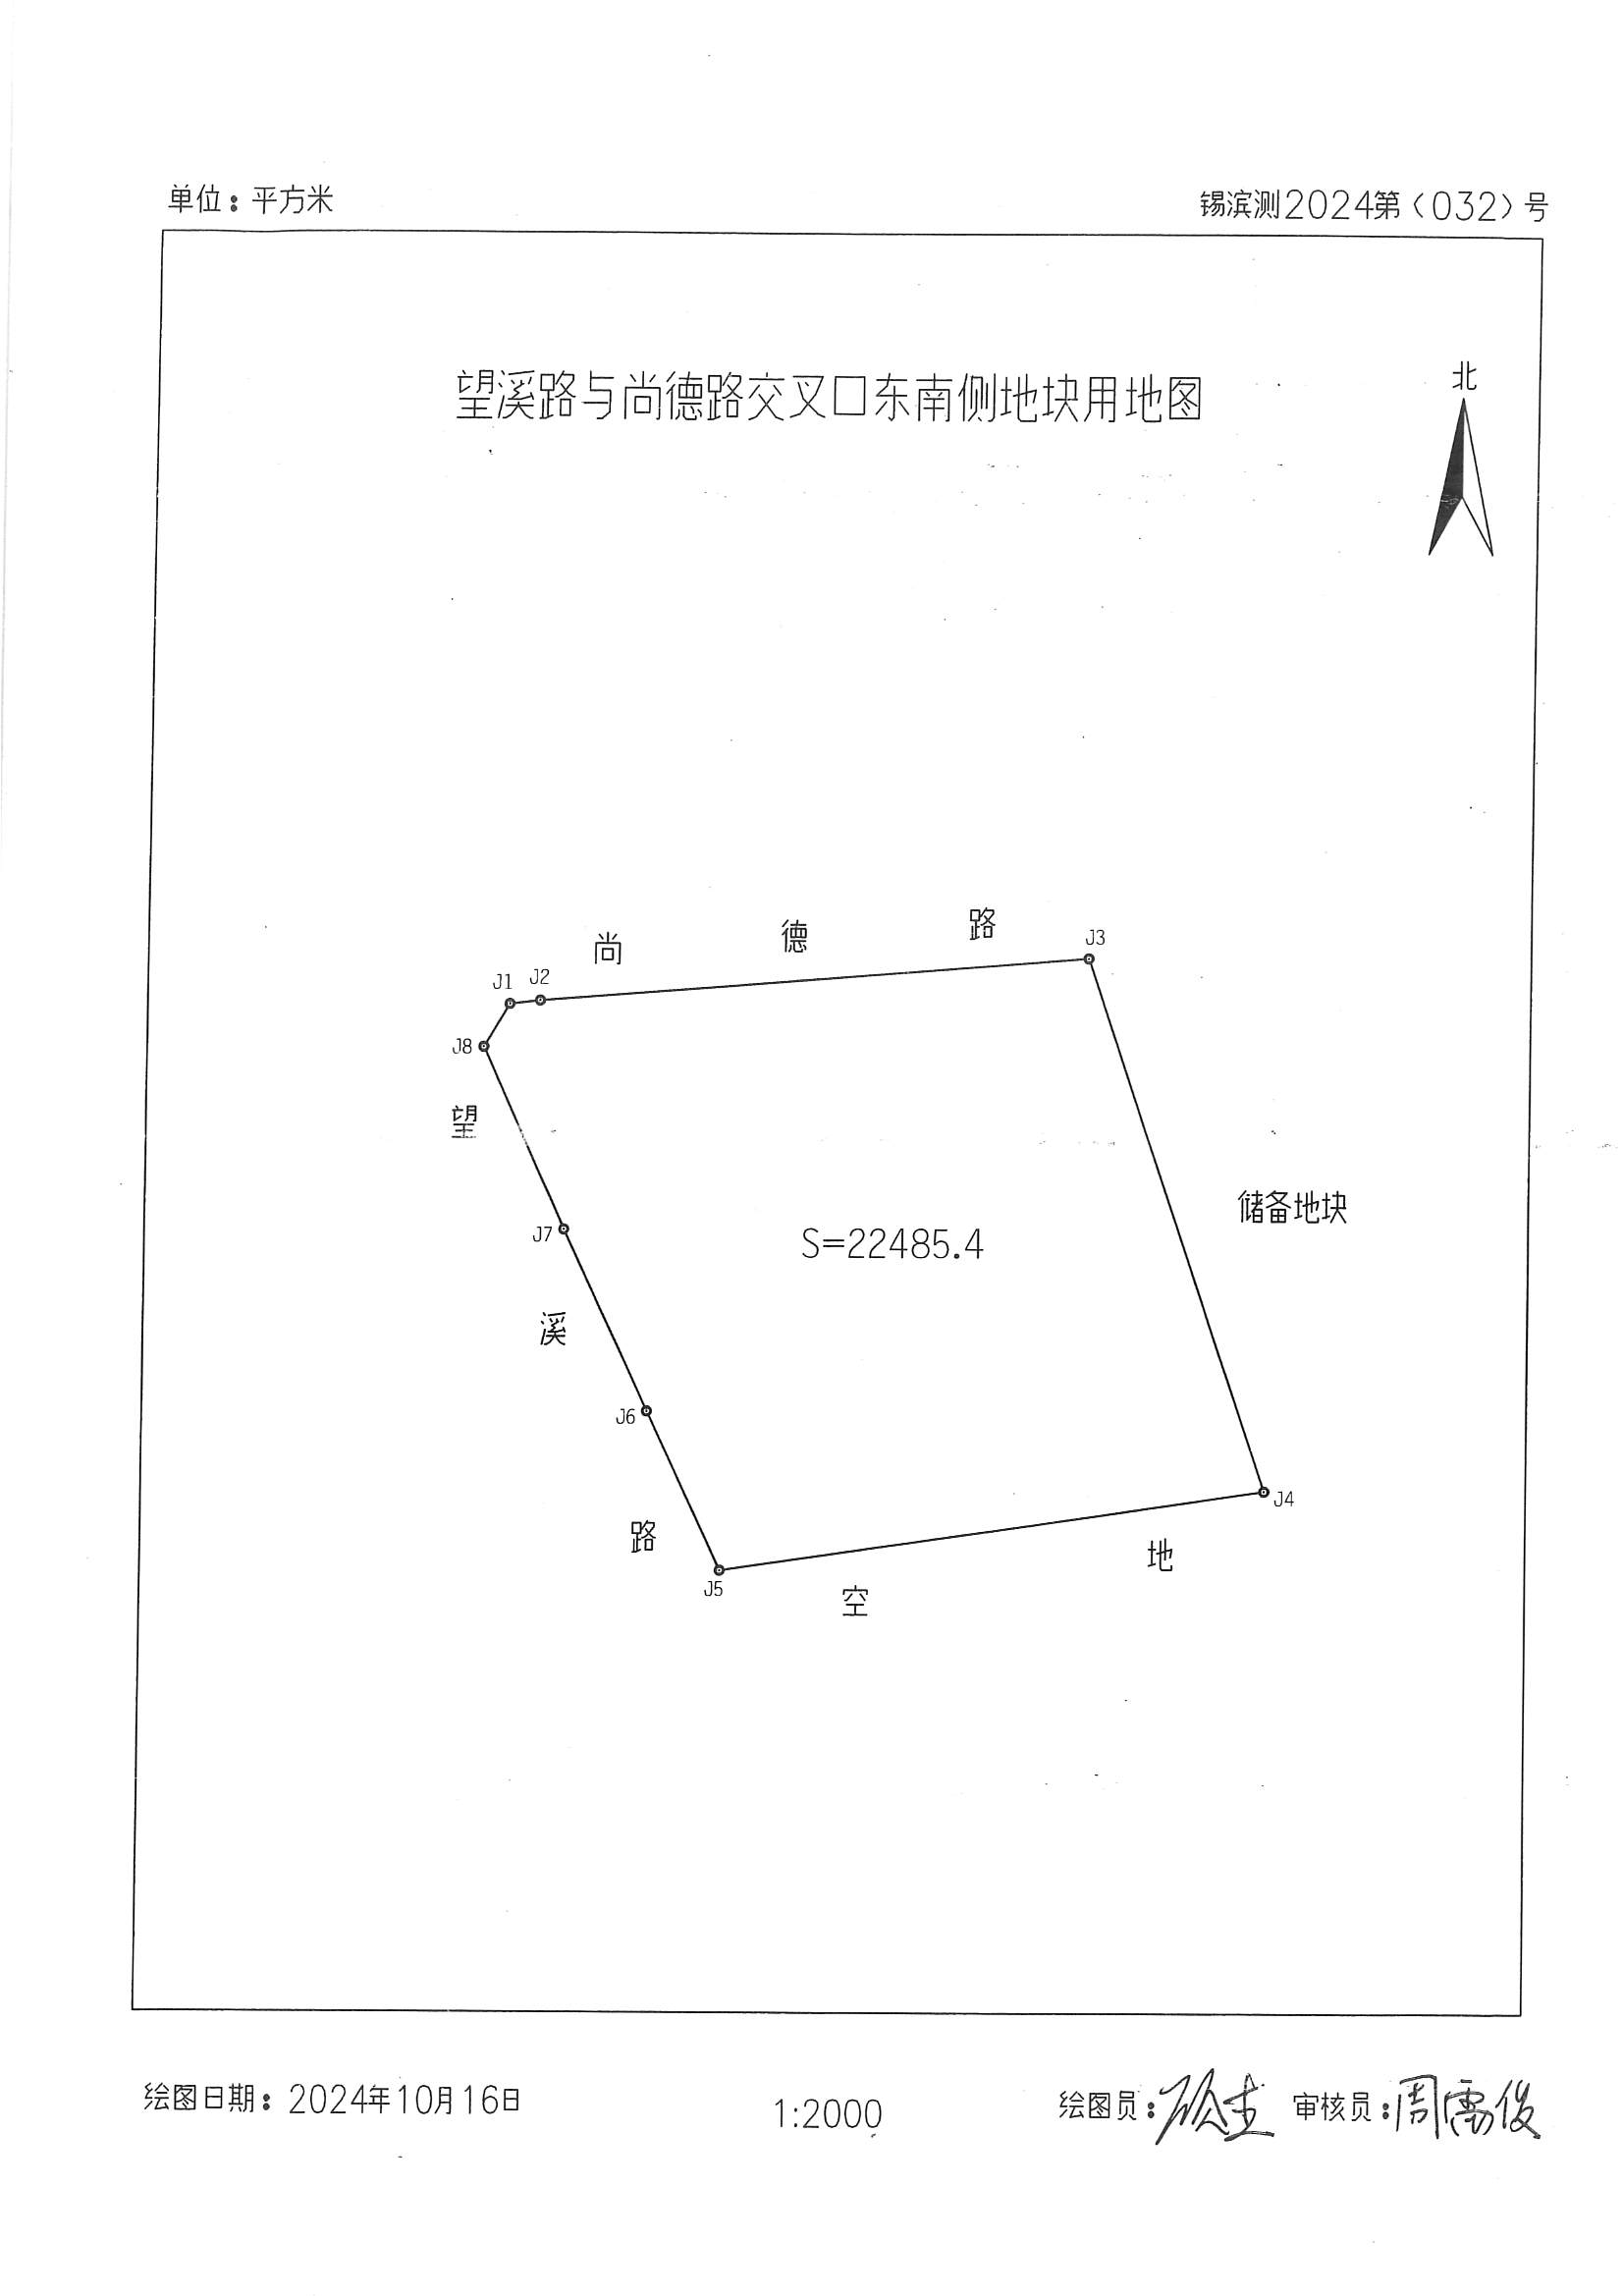 单位：平方米
锡滨测2024第（032）号
望溪路与尚德路交叉口东南侧地块用地图
北
尚德路
J3
J1 J2
J8
望溪路
J7
S=22485.4
储备地块
J6
J4
J5
空地
绘图日期：2024年10月16日
1:2000
绘图员：
审核员：周